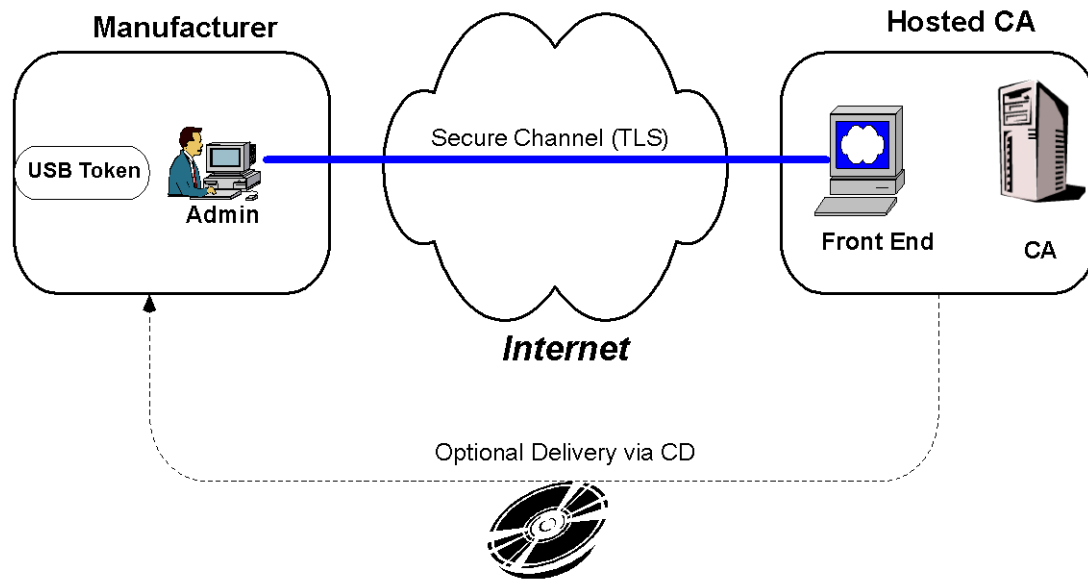 Manufacturer
Hosted CA
Secure Channel (TLS)
USB Token
Admin
Front End
CA
Internet
Optional Delivery via CD